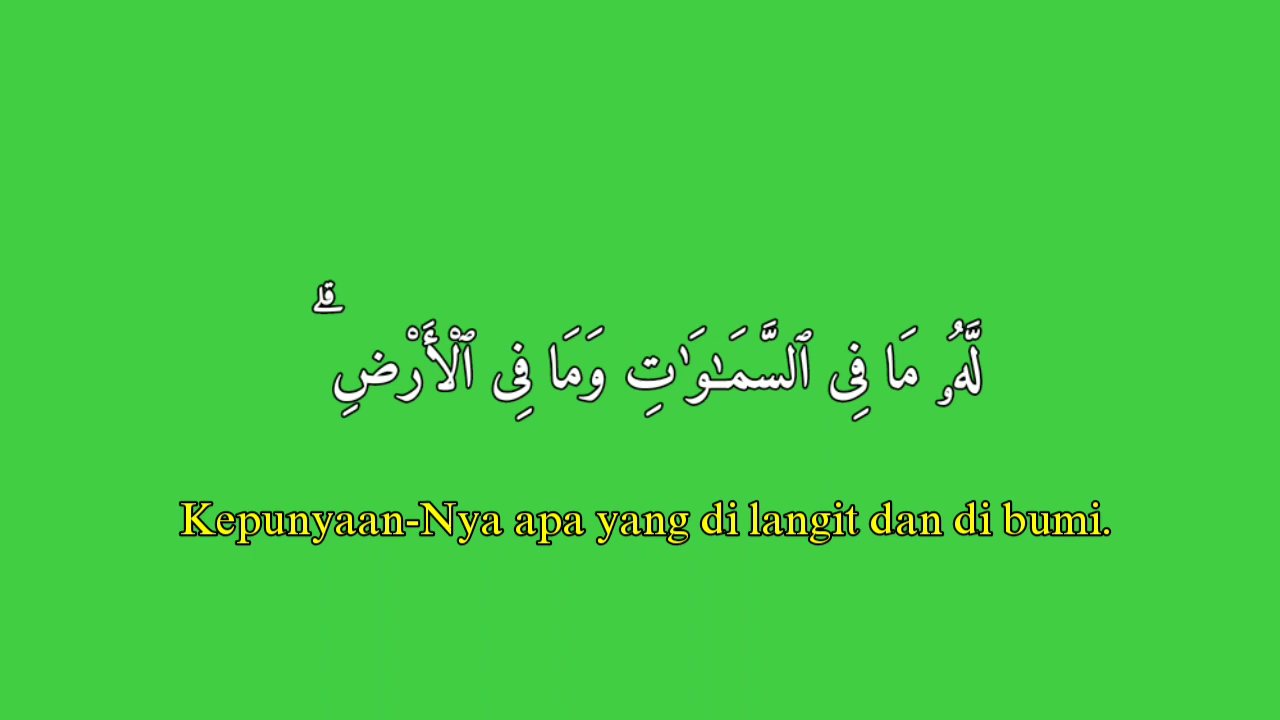 لَّهُۥ مَا فِى ٱلسَّمَـٰوَٰتِ وَمَا فِى ٱلْأَرْضِ ۗ
Kepunyaan-Nya apa yang di langit dan di bumi.